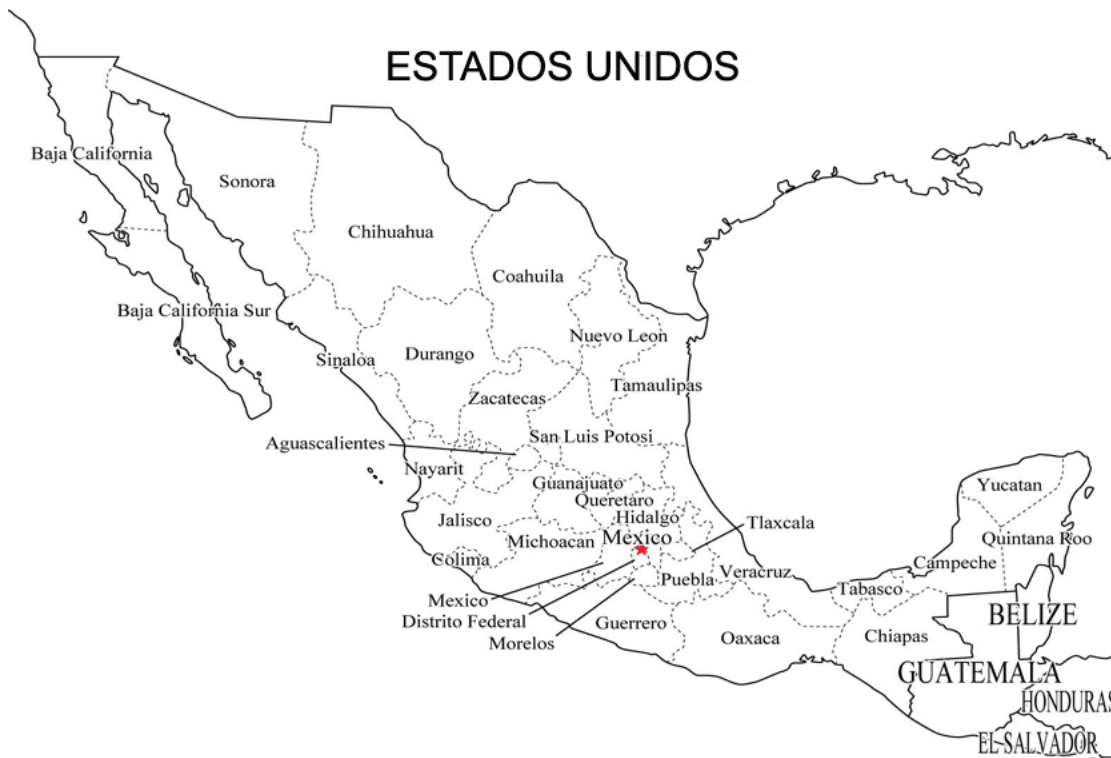 ESTADOS UNIDOS
Baja California
Sonora
Chihuahua
Coahuila
Baja California Sur
Nuevo Leon
Sinaloa
Durango
Tamaulipas
Zacatecas
San Luis Potosi
Aguascalientes
Nayarit
Guanajuato
Yucatan
Queretaro
Hidalgo
Jalisco
Tlaxcala
Mexico
Michoacan
Quintana Roo
Colima
Campeche
Veracruz
Puebla
Tabasco
Mexico
Distrito Federal
Guerrero
BELIZE
Morelos
Oaxaca
Chiapas
GUATEMALA
HONDURAS
EL SALVADOR